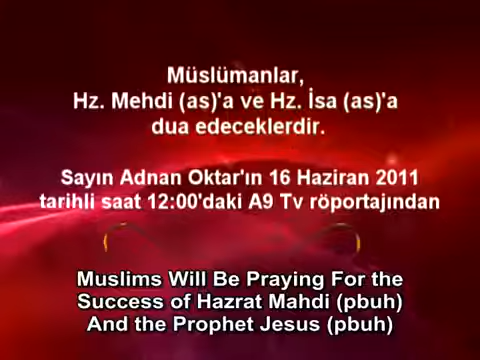 Müslümanlar,
Hz. Mehdi (as)'a ve Hz. İsa (as)'a
dua edeceklerdir.
Sayın Adnan Oktar'ın 16 Haziran 2011
tarihli saat 12:00'daki A9 Tv röportajından
Muslims Will Be Praying For the
Success of Hazrat Mahdi (pbuh)
And the Prophet Jesus (pbuh)